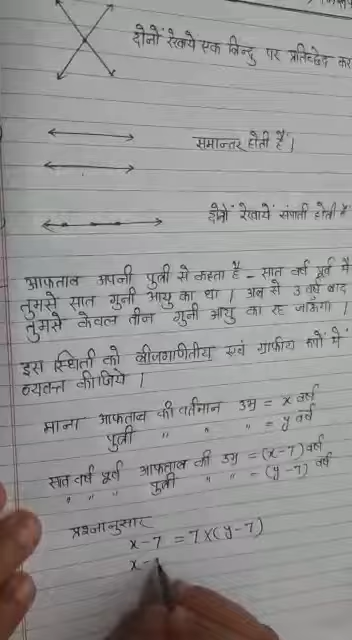 दोनों रेखायें एक बिन्दु पर प्रतिच्छेद कर
समान्तर होती हैं।
दोनों रेखायें संपाती होती हैं
आफ़ताब अपनी पुत्री से कहता है - सात वर्ष पूर्व मैं
तुमसे सात गुनी आयु का था। अब से 3 वर्ष बाद
तुमसे केवल तीन गुनी आयु का रह जाऊँगा।
इस स्थिती को बीजगणितीय एवं ग्राफीय रूपों में
व्यक्त कीजिये।
माना आफताब की वर्तमान उम्र = x वर्ष
पुत्री " " " = y वर्ष
सात वर्ष पूर्व आफताब की उम्र = (x-7) वर्ष
" " " पुत्री " " = (y-7) वर्ष
प्रश्नानुसार
x-7 = 7×(y-7)
x-